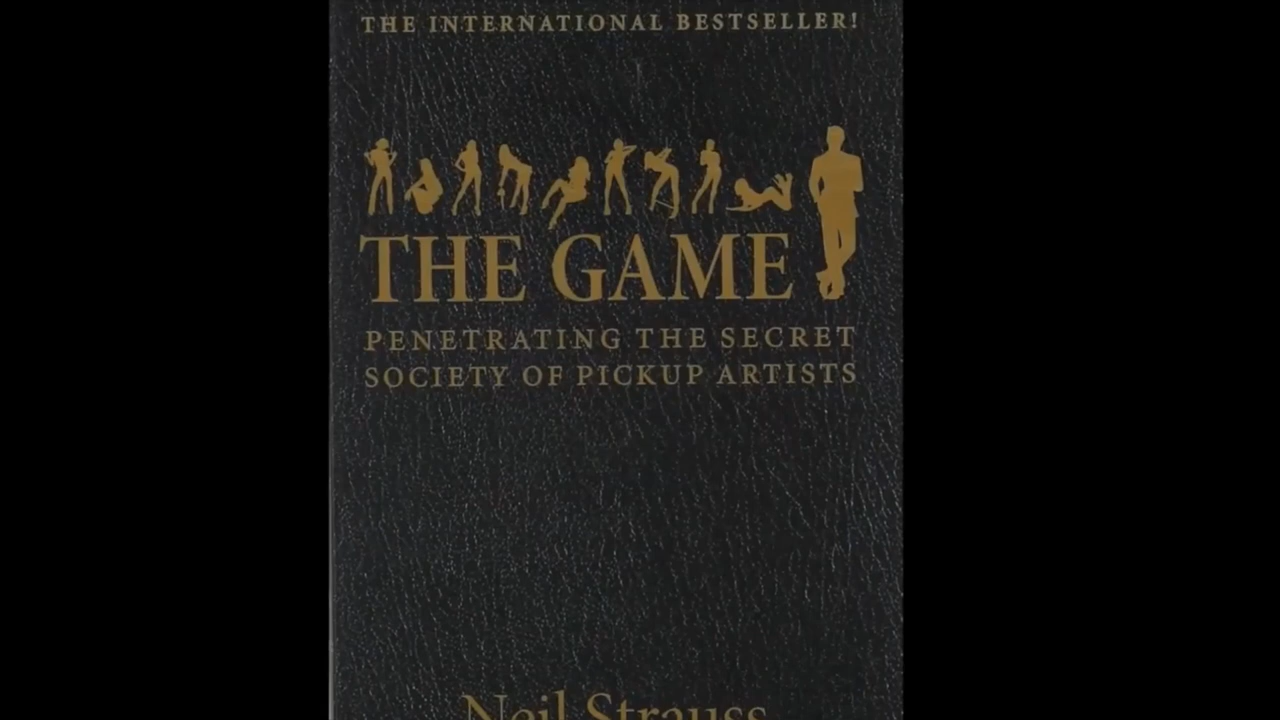 THE INTERNATIONAL BESTSELLER!
THE GAME
PENETRATING THE SECRET
SOCIETY OF PICKUP ARTISTS
Neil Strauss